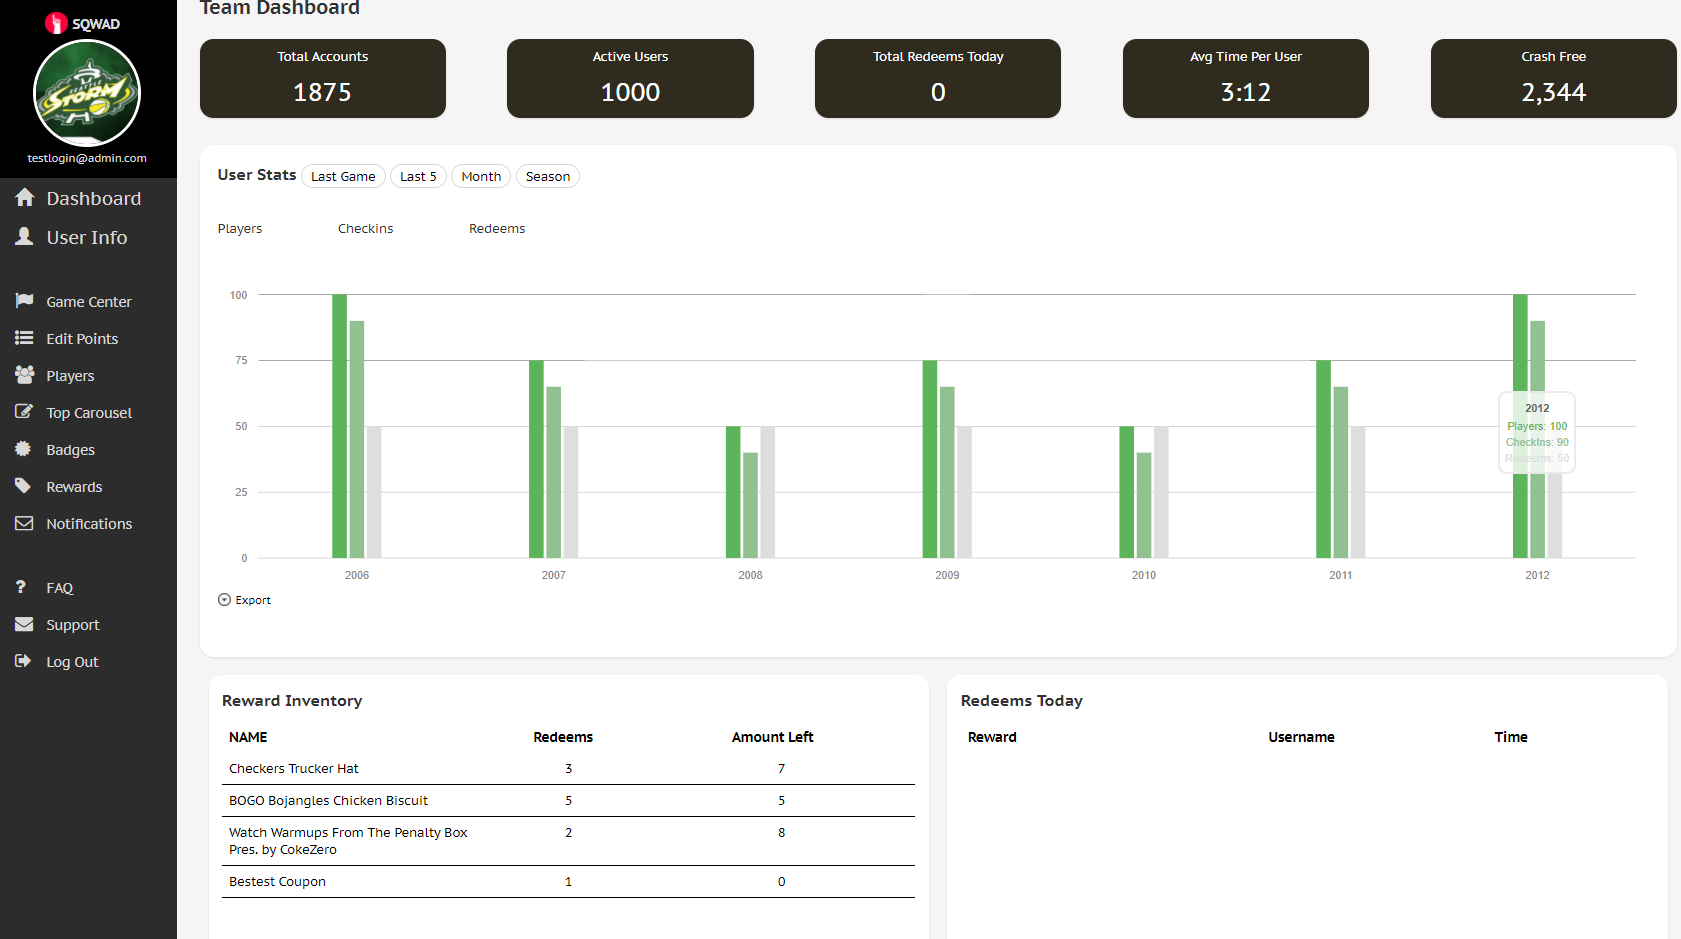 SQWAD
SEATTLE
STORM
testlogin@admin.com
Dashboard
User Info
Game Center
Edit Points
Players
Top Carousel
Badges
Rewards
Notifications
? FAQ
Support
Log Out
Team Dashboard
Total Accounts
1875
Active Users
1000
Total Redeems Today
0
Avg Time Per User
3:12
Crash Free
2,344
User Stats Last Game Last 5 Month Season
Players Checkins Redeems
100
75
50
25
0
2006 2007 2008 2009 2010 2011 2012
2012
Players: 100
CheckIns: 90
Redeems: 50
Export
Reward Inventory
NAME Redeems Amount Left
Checkers Trucker Hat 3 7
BOGO Bojangles Chicken Biscuit 5 5
Watch Warmups From The Penalty Box 2 8
Pres. by CokeZero
Bestest Coupon 1 0
Redeems Today
Reward Username Time